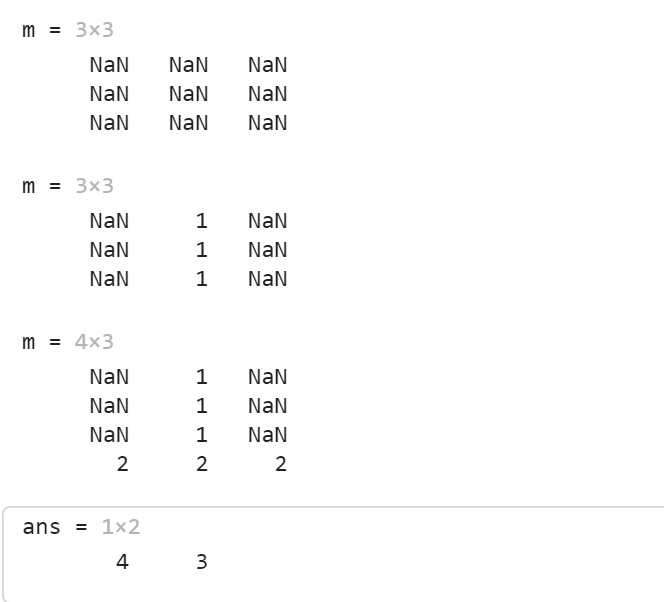 m = 3×3
NaN NaN NaN
NaN NaN NaN
NaN NaN NaN
m = 3×3
NaN 1 NaN
NaN 1 NaN
NaN 1 NaN
m = 4×3
NaN 1 NaN
NaN 1 NaN
NaN 1 NaN
2 2 2
ans = 1×2
4 3